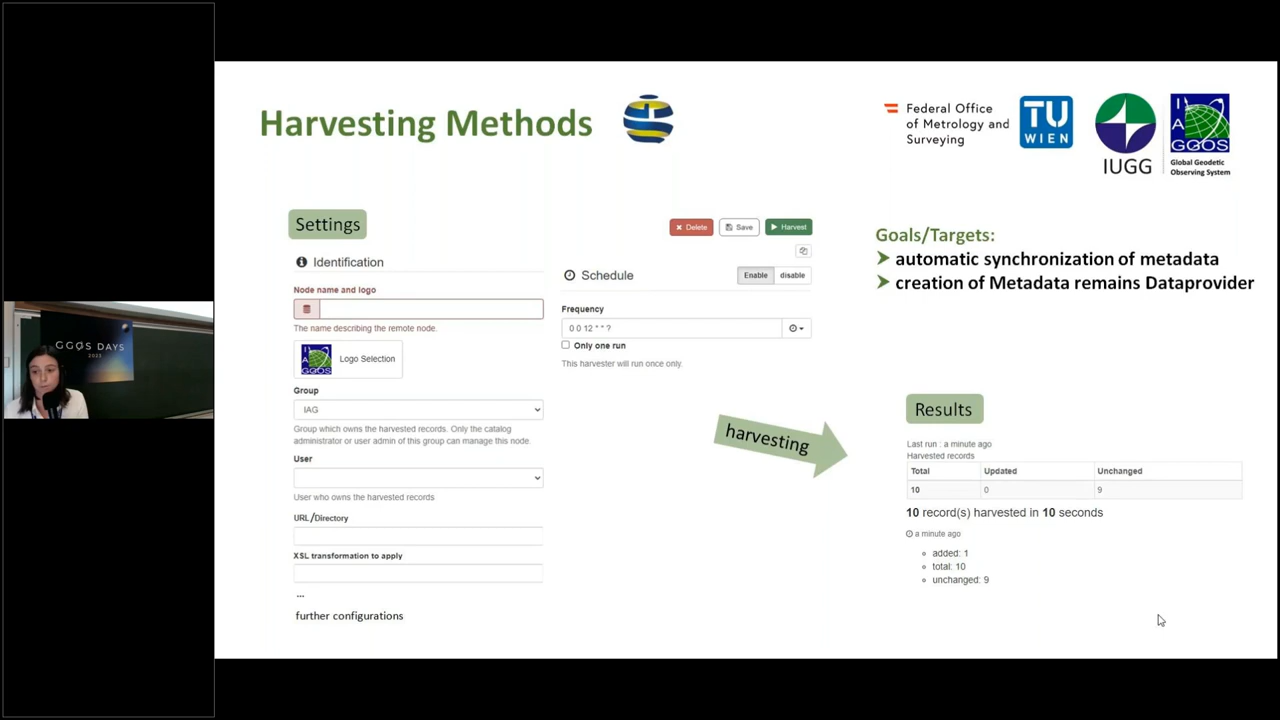 Harvesting Methods
Federal Office
of Metrology and
Surveying
TU
WIEN
IUGG
I
A
G
GGOS
Global Geodetic
Observing System
Settings
Identification
Node name and logo
The name describing the remote node.
Logo Selection
Group
IAG
Group which owns the harvested records. Only the catalog
administrator or user admin of this group can manage this node.
User
User who owns the harvested records
URL/Directory
XSL transformation to apply
...
further configurations
Delete
Save
Harvest
Schedule
Enable
disable
Frequency
0 0 12 * * ?
Only one run
This harvester will run once only.
harvesting
Goals/Targets:
automatic synchronization of metadata
creation of Metadata remains Dataprovider
Results
Last run : a minute ago
Harvested records
Total Updated Unchanged
10 0 9
10 record(s) harvested in 10 seconds
a minute ago
added: 1
total: 10
unchanged: 9
GGOS DAYS
2022